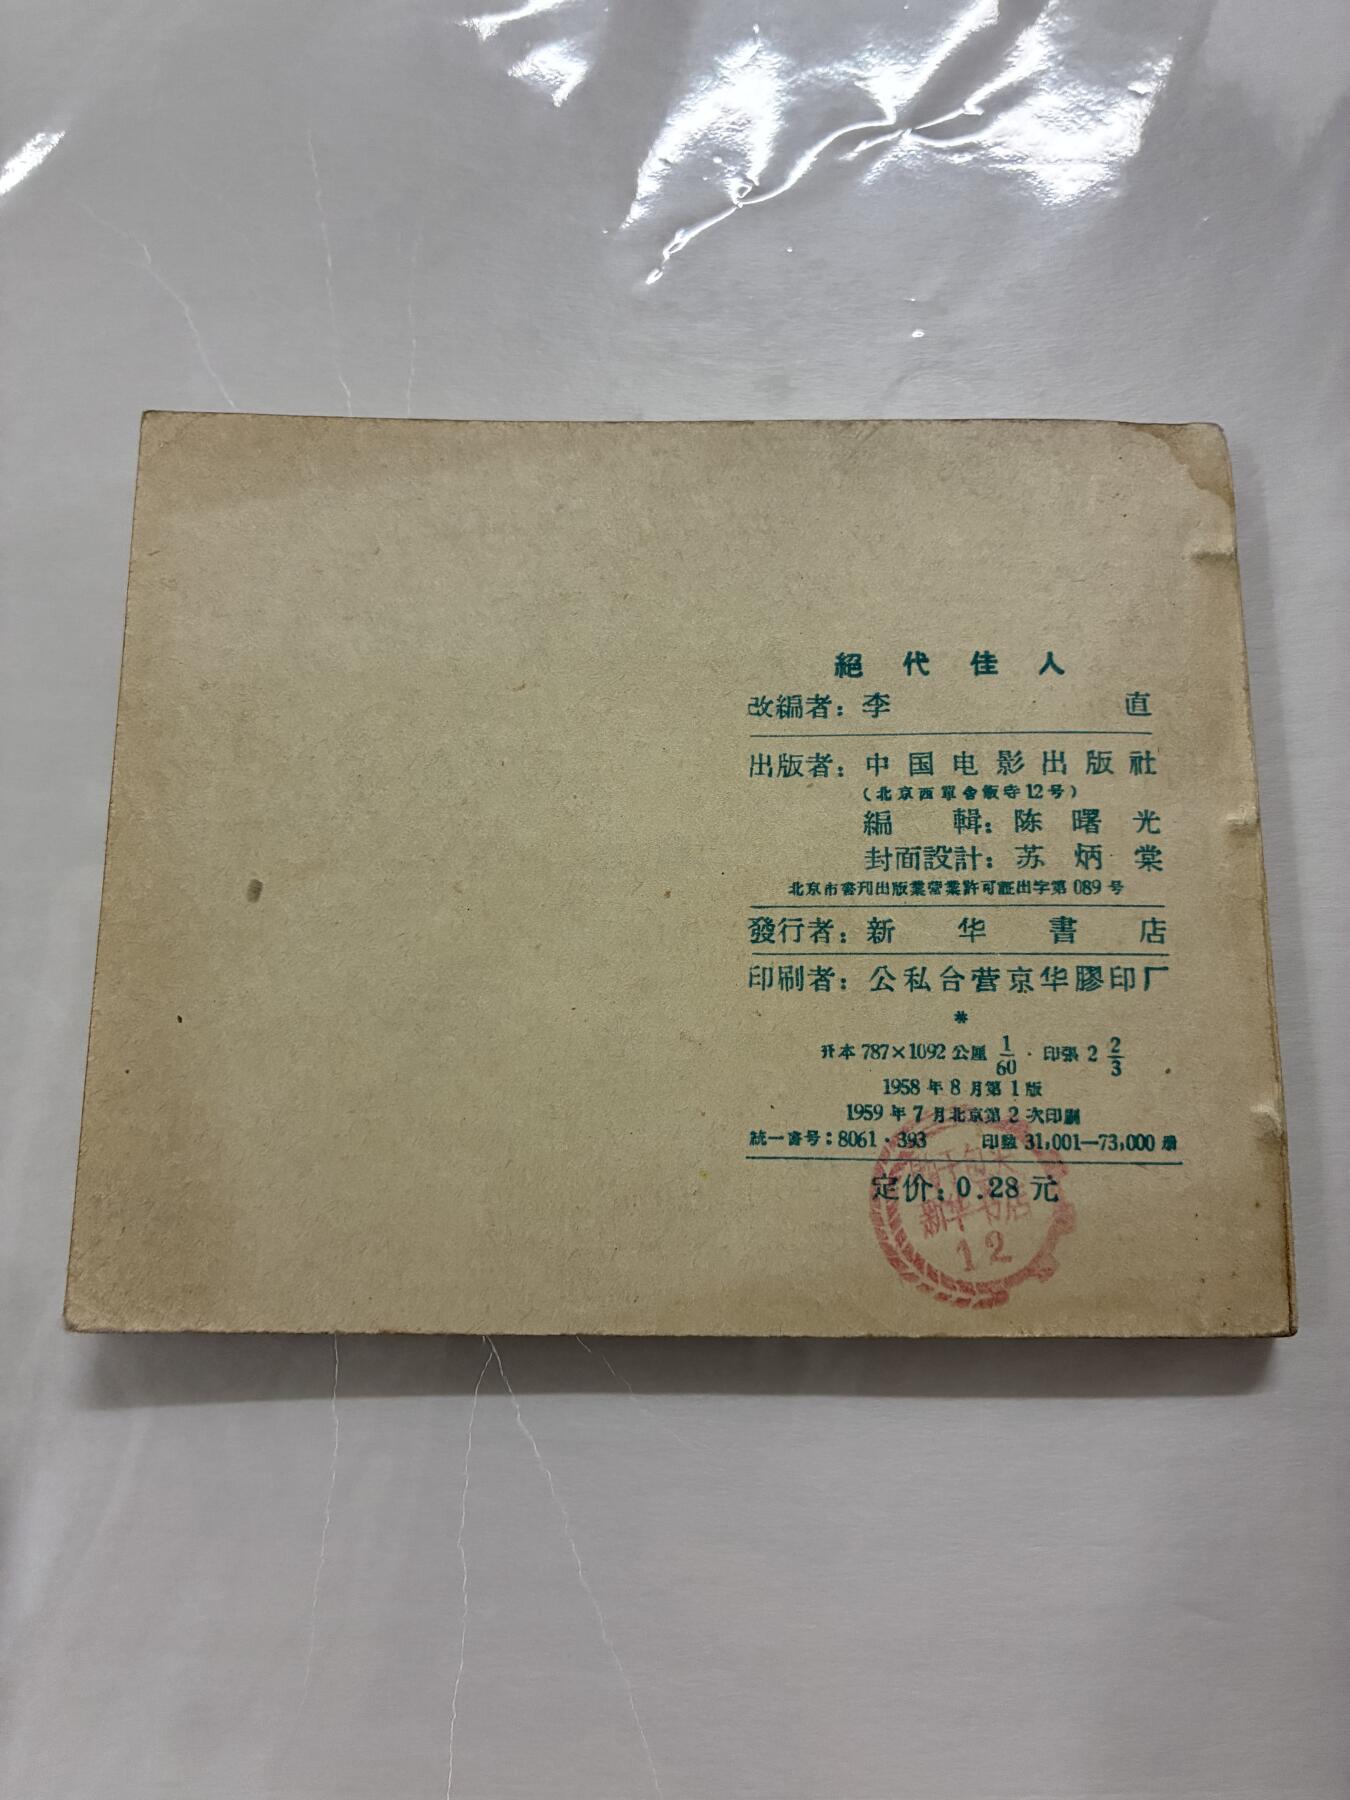 絕代佳人
改編者：李直
出版者：中国电影出版社
（北京西單舍飯寺12号）
編輯：陈曙光
封面設計：苏炳棠
北京市書刊出版業营業許可証出字第089号
發行者：新华書店
印刷者：公私合营京华膠印厂
*
开本787×1092公厘 1/60 · 印張 2 2/3
1958年8月第1版
1959年7月北京第2次印刷
統一書号：8061·393 印数 31,001—73,000册
定价：0.28元
新华书店
12